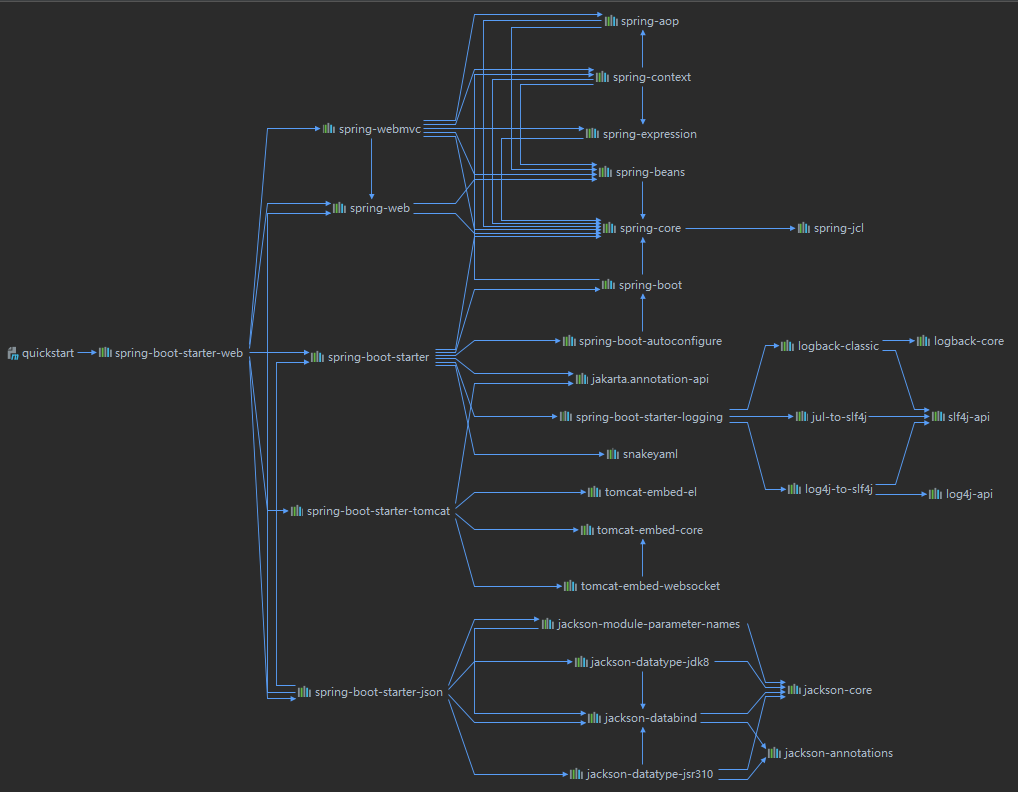 spring-aop
spring-context
spring-webmvc
spring-expression
spring-beans
spring-web
spring-core
spring-jcl
spring-boot
spring-boot-autoconfigure
logback-classic
logback-core
quickstart
spring-boot-starter-web
spring-boot-starter
jakarta.annotation-api
spring-boot-starter-logging
jul-to-slf4j
slf4j-api
snakeyaml
log4j-to-slf4j
log4j-api
tomcat-embed-el
spring-boot-starter-tomcat
tomcat-embed-core
tomcat-embed-websocket
jackson-module-parameter-names
jackson-datatype-jdk8
spring-boot-starter-json
jackson-core
jackson-databind
jackson-annotations
jackson-datatype-jsr310